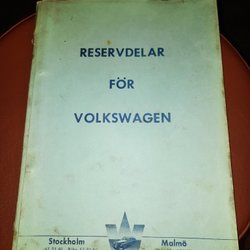 RESERVDELAR
FÖR
VOLKSWAGEN
Stockholm Malmö